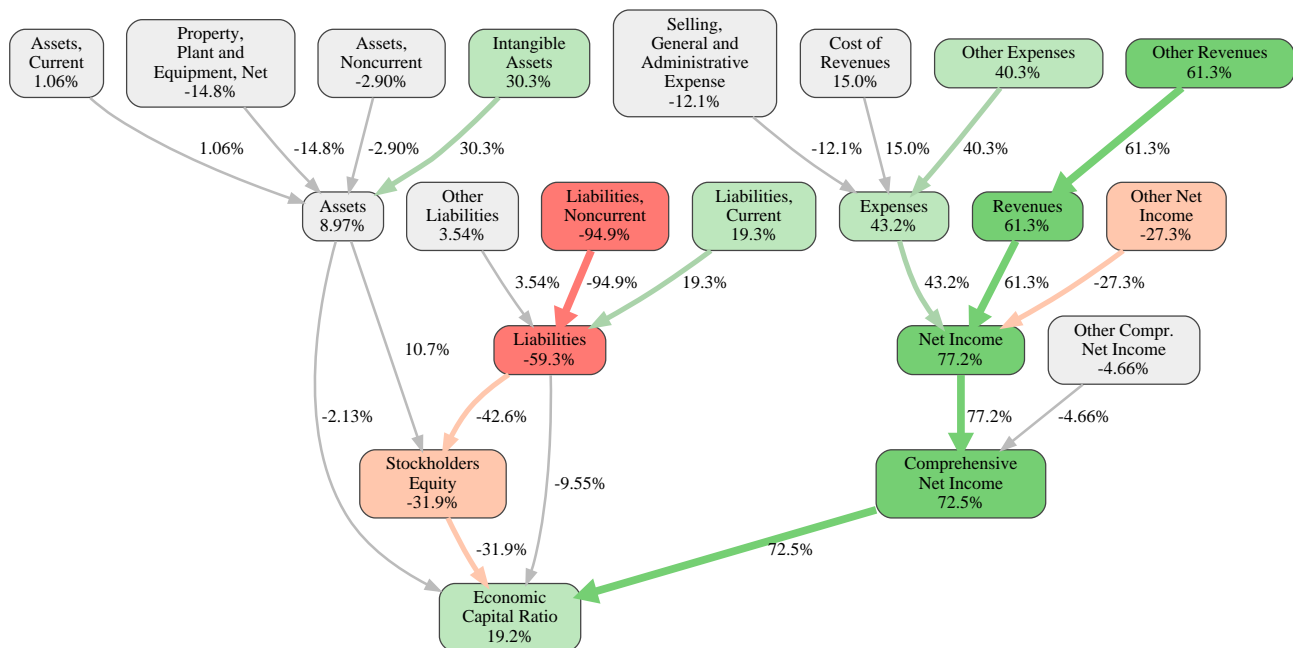 Assets,
Current
1.06%
Property,
Plant and
Equipment, Net
-14.8%
Assets,
Noncurrent
-2.90%
Intangible
Assets
30.3%
Selling,
General and
Administrative
Expense
-12.1%
Cost of
Revenues
15.0%
Other Expenses
40.3%
Other Revenues
61.3%
1.06%
-14.8%
-2.90%
30.3%
-12.1%
15.0%
40.3%
61.3%
Assets
8.97%
Other
Liabilities
3.54%
Liabilities,
Noncurrent
-94.9%
Liabilities,
Current
19.3%
Expenses
43.2%
Revenues
61.3%
Other Net
Income
-27.3%
3.54%
-94.9%
19.3%
43.2%
61.3%
-27.3%
Liabilities
-59.3%
Net Income
77.2%
Other Compr.
Net Income
-4.66%
10.7%
-2.13%
-42.6%
77.2%
-4.66%
Stockholders
Equity
-31.9%
-9.55%
Comprehensive
Net Income
72.5%
-31.9%
72.5%
Economic
Capital Ratio
19.2%